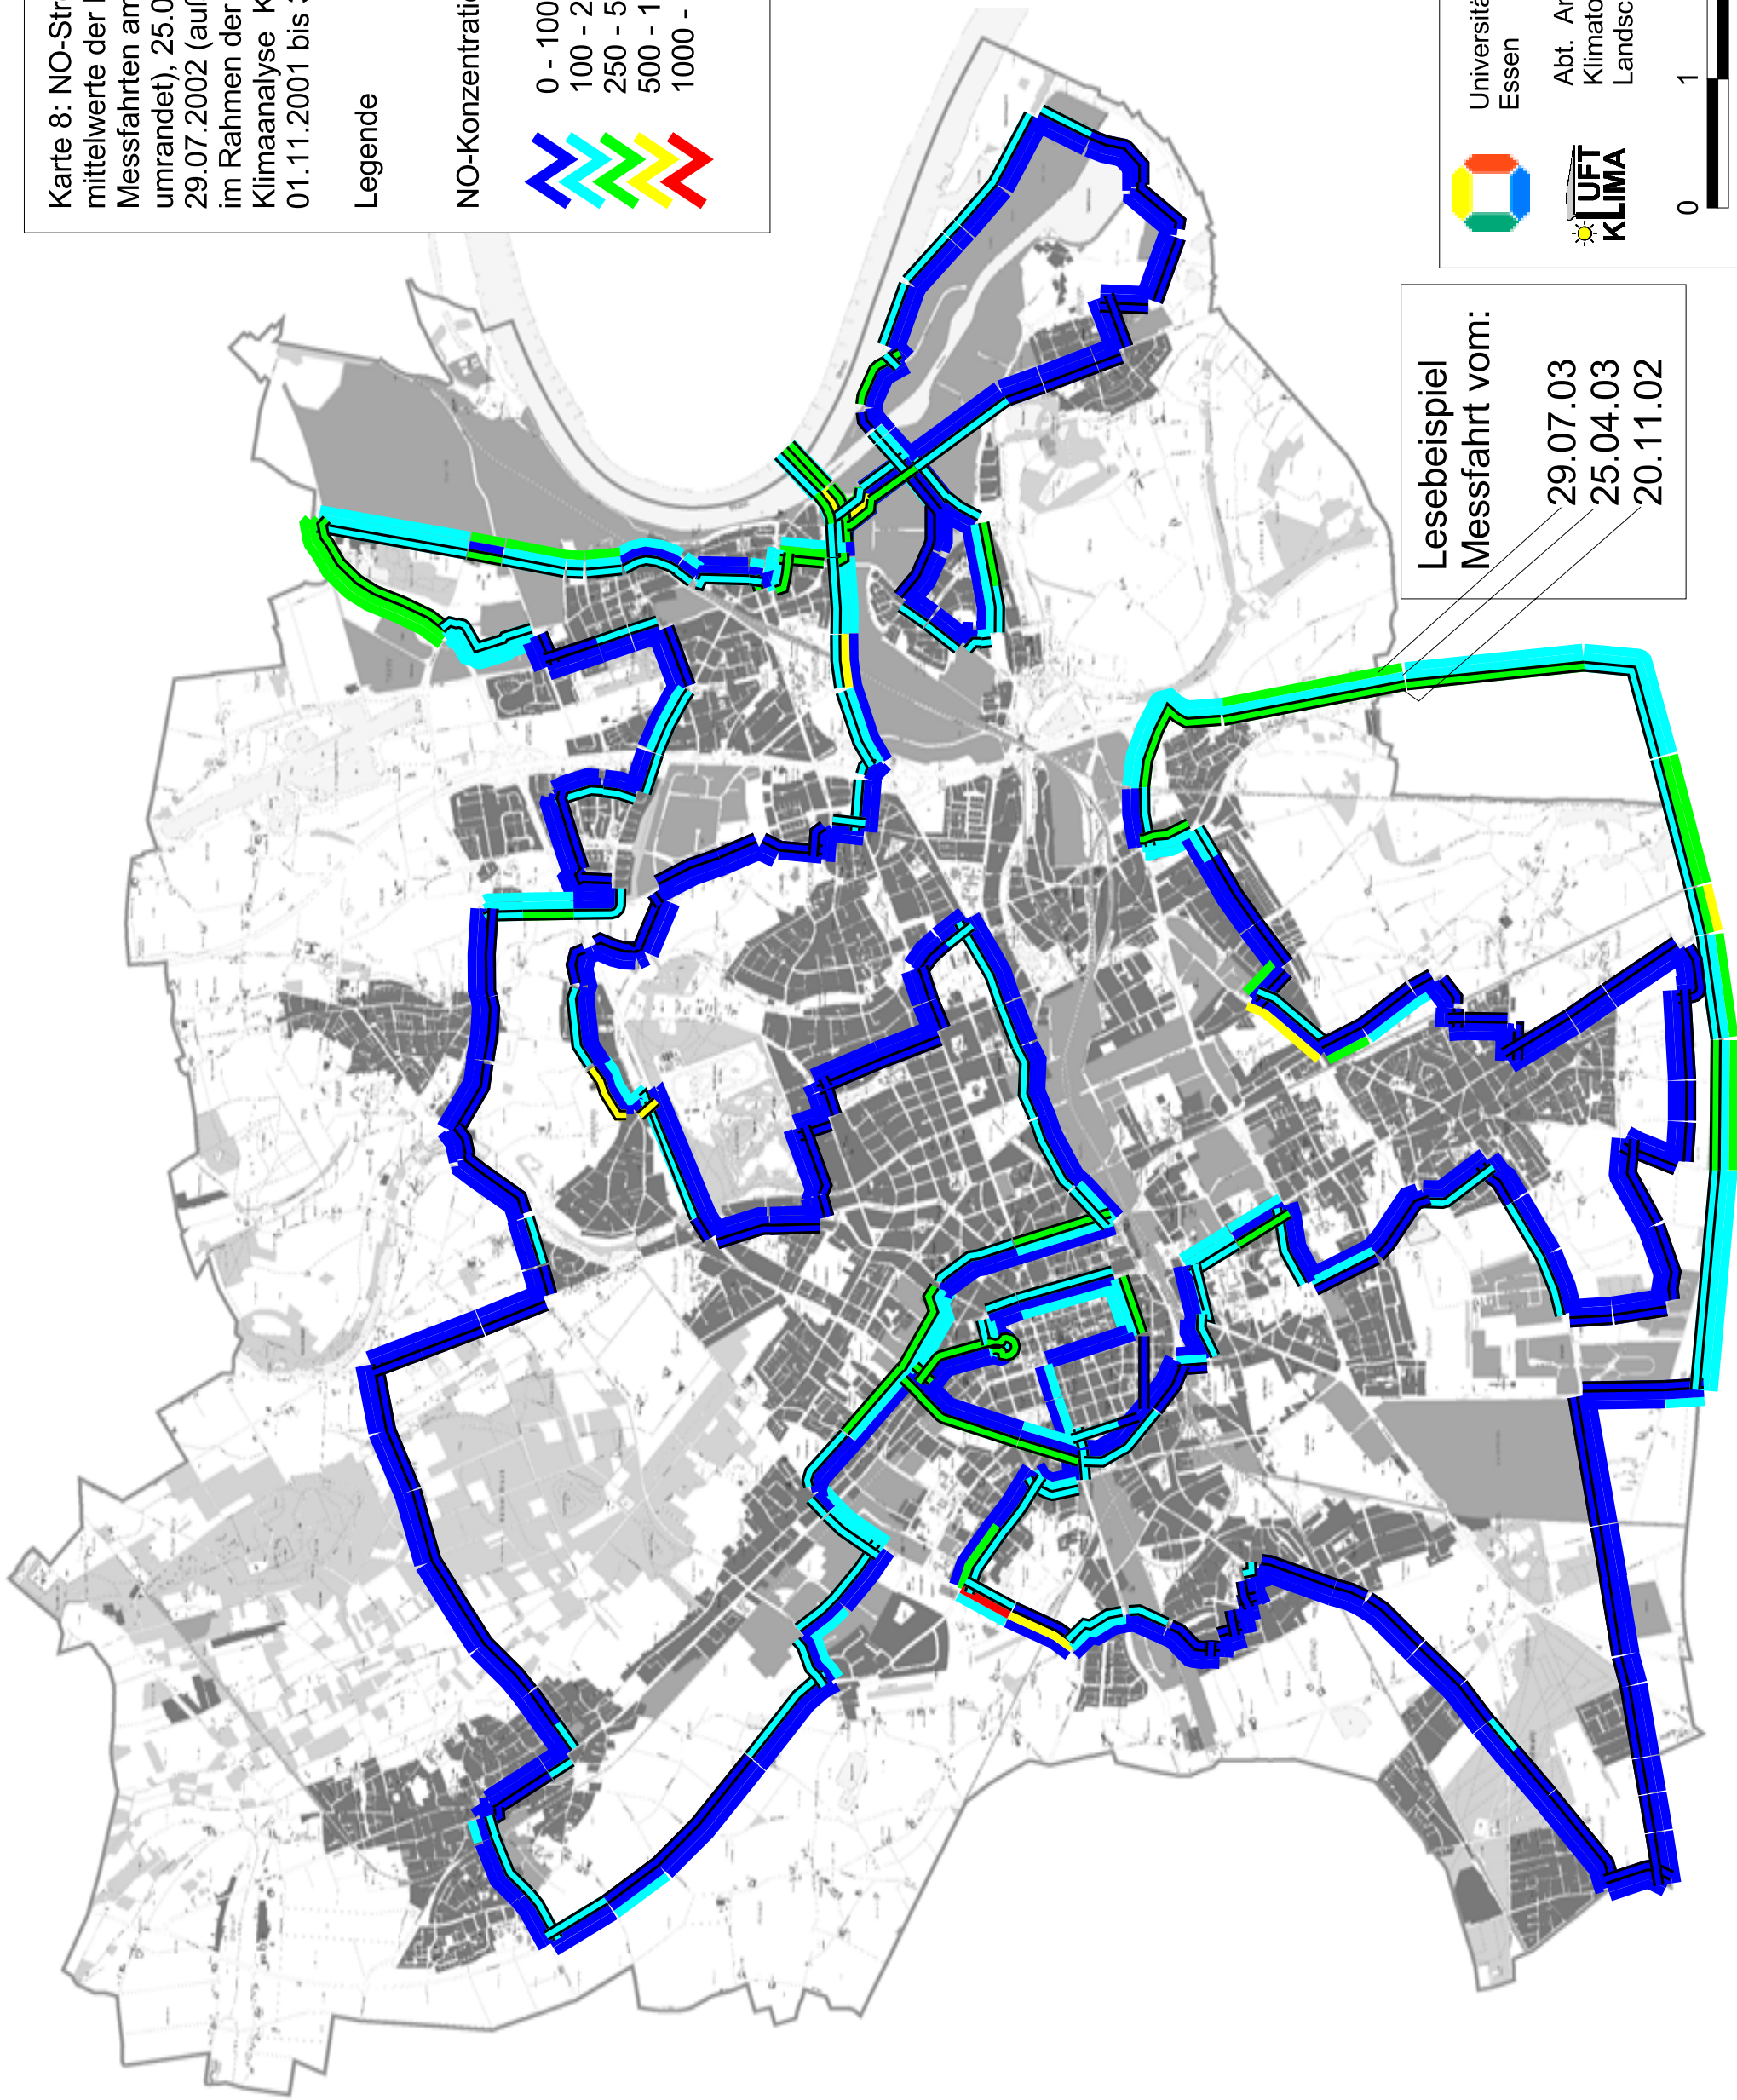 Karte 8: NO-Str
mittelwerte der
Messfahrten am
umrandet), 25.0
29.07.2002 (au
im Rahmen der
Klimaanalyse K
01.11.2001 bis
Legende
NO-Konzentrati
0 - 100
100 - 2
250 - 5
500 - 1
1000 -
Lesebeispiel
Messfahrt vom:
29.07.03
25.04.03
20.11.02
Universitä
Essen
LUFT
KLIMA
Abt. Ar
Klimato
Landsc
0 1